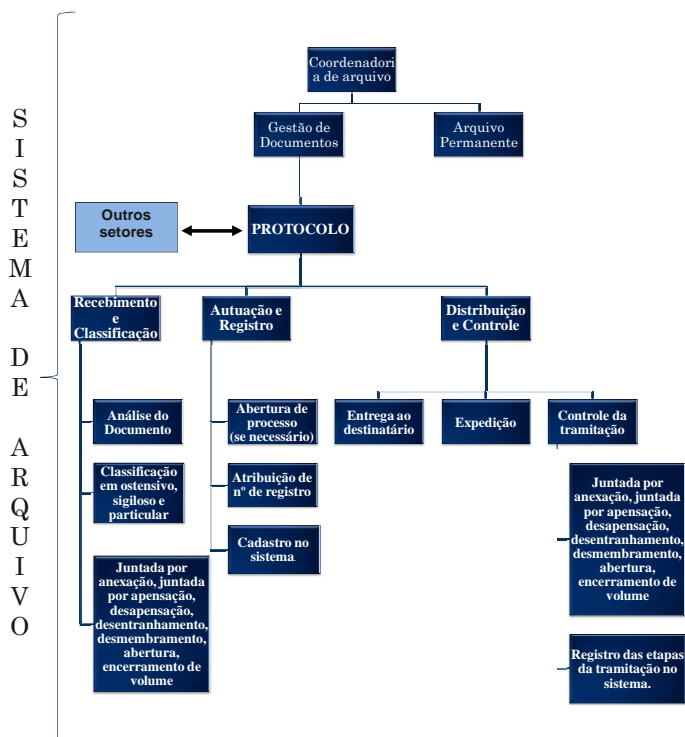 SISTEMA DE ARQUIVO
Coordenadori
a de arquivo
Gestão de
Documentos
Arquivo
Permanente
Outros
setores
PROTOCOLO
Recebimento
e
Classificação
Autuação e
Registro
Distribuição
e Controle
Análise do
Documento
Classificação
em ostensivo,
sigiloso e
particular
Juntada por
anexação, juntada
por apensação,
desapensação,
desentranhamento,
desmembramento,
abertura,
encerramento de
volume
Abertura de
processo
(se necessário)
Atribuição de
nº de registro
Cadastro no
sistema.
Entrega ao
destinatário
Expedição
Controle da
tramitação
Juntada por
anexação, juntada
por apensação,
desapensação,
desentranhamento,
desmembramento,
abertura,
encerramento de
volume
Registro das etapas
da tramitação no
sistema.